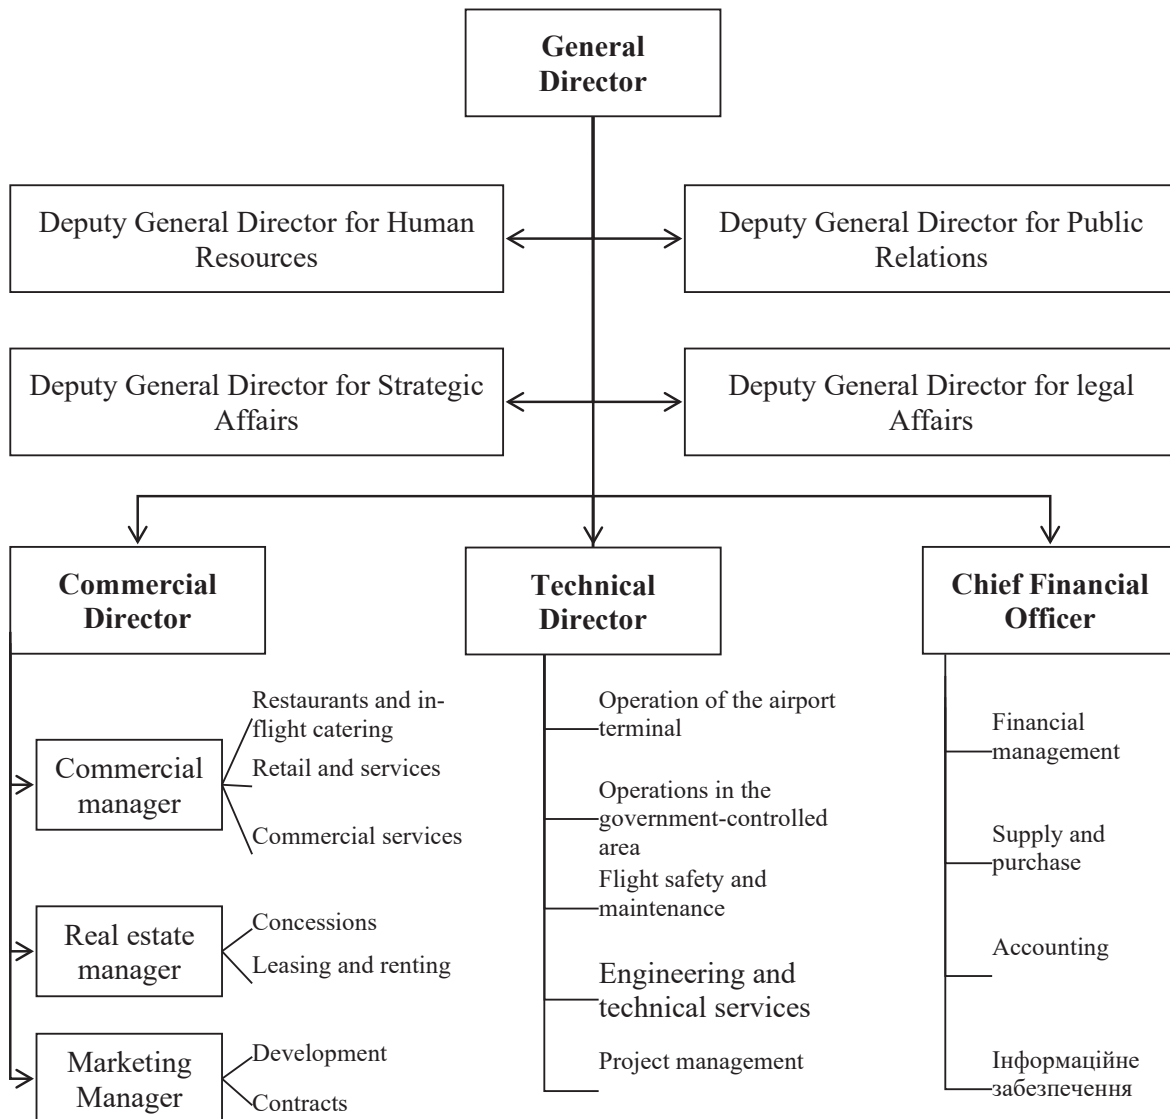 General
Director
Deputy General Director for Human
Resources
Deputy General Director for Public
Relations
Deputy General Director for Strategic
Affairs
Deputy General Director for legal
Affairs
Commercial
Director
Technical
Director
Chief Financial
Officer
Restaurants and in-
flight catering
Commercial
manager
Retail and services
Commercial services
Real estate
manager
Concessions
Leasing and renting
Marketing
Manager
Development
Contracts
Operation of the airport
terminal
Operations in the
government-controlled
area
Flight safety and
maintenance
Engineering and
technical services
Project management
Financial
management
Supply and
purchase
Accounting
Інформаційне
забезпечення